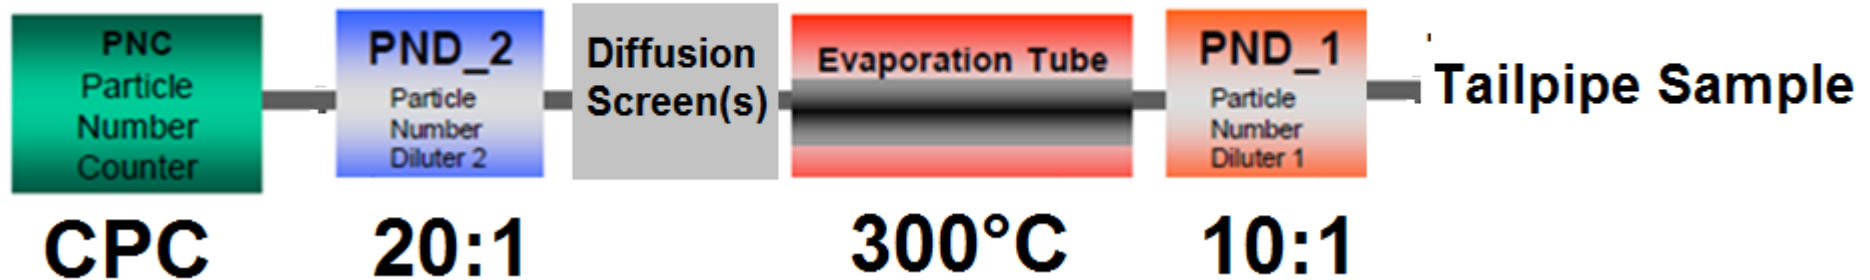 PNC
Particle
Number
Counter
CPC
PND_2
Particle
Number
Diluter 2
20:1
Diffusion
Screen(s)
Evaporation Tube
300°C
PND_1
Particle
Number
Diluter 1
10:1
Tailpipe Sample